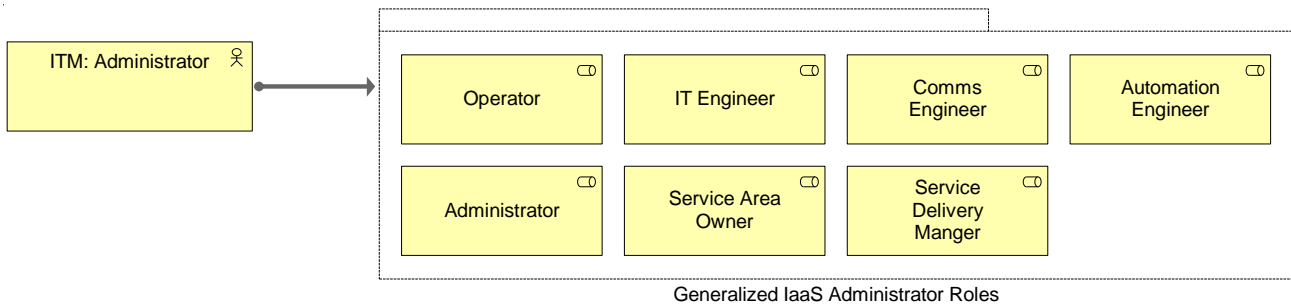 ITM: Administrator
Operator
IT Engineer
Comms
Engineer
Automation
Engineer
Administrator
Service Area
Owner
Service
Delivery
Manger
Generalized IaaS Administrator Roles